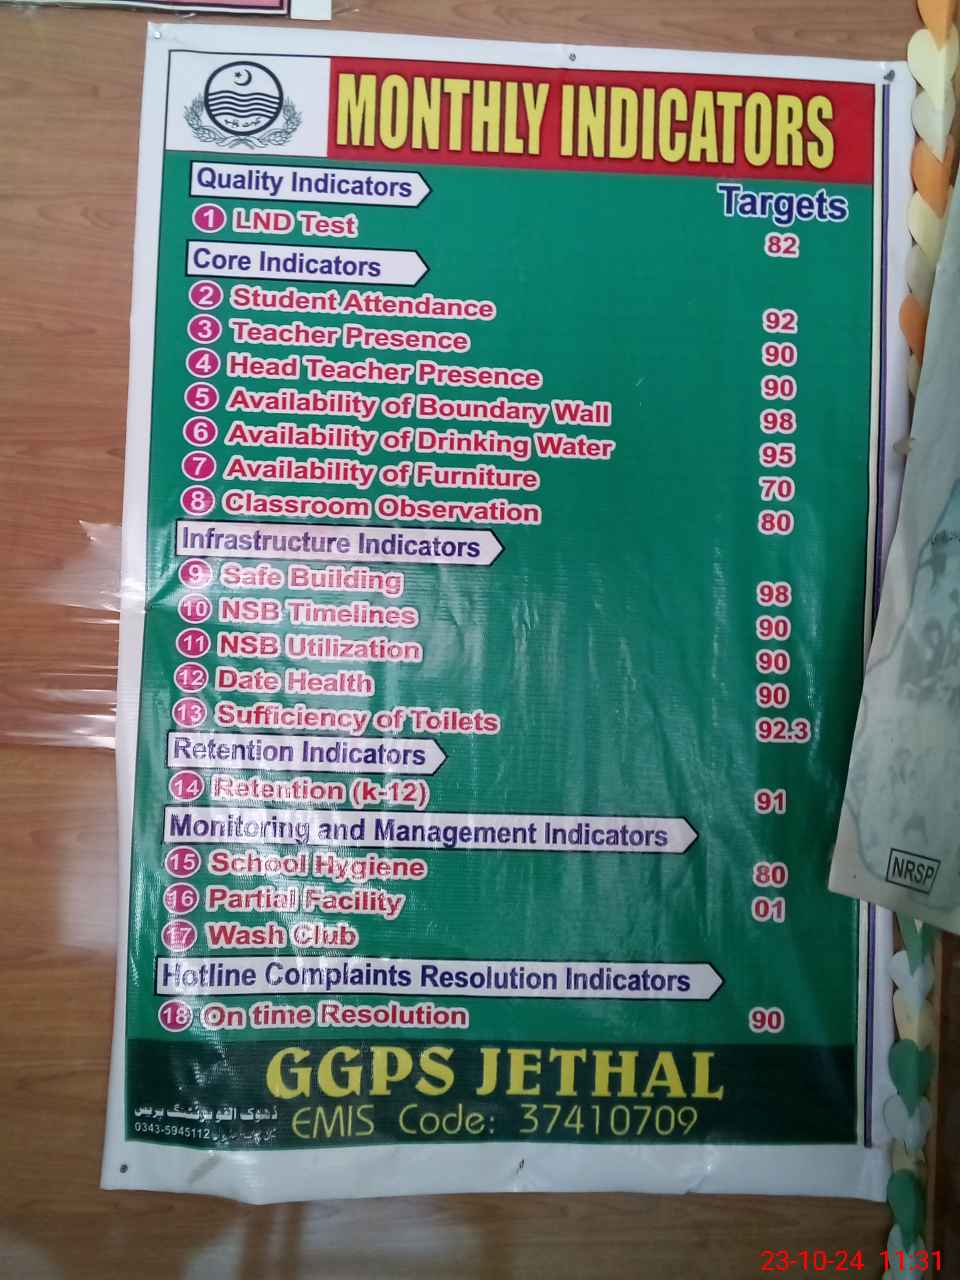 MONTHLY INDICATORS
Quality Indicators
Targets
1 LND Test 82
Core Indicators
2 Student Attendance 92
3 Teacher Presence 90
4 Head Teacher Presence 90
5 Availability of Boundary Wall 98
6 Availability of Drinking Water 95
7 Availability of Furniture 70
8 Classroom Observation 80
Infrastructure Indicators
9 Safe Building 98
10 NSB Timelines 90
11 NSB Utilization 90
12 Date Health 90
13 Sufficiency of Toilets 92.3
Retention Indicators
14 Retention (k-12) 91
Monitoring and Management Indicators
15 School Hygiene 80
16 Partial Facility 01
17 Wash Club
Hotline Complaints Resolution Indicators
18 On time Resolution 90
GGPS JETHAL
EMIS Code: 37410709
0343-5945112
NRSP
23-10-24 11:31